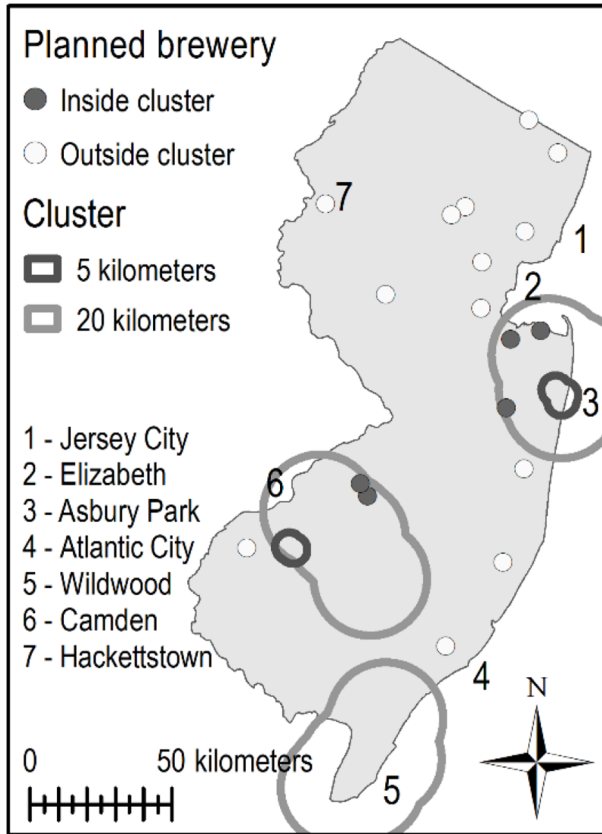 Planned brewery
Inside cluster
Outside cluster
Cluster
5 kilometers
20 kilometers
1 - Jersey City
2 - Elizabeth
3 - Asbury Park
4 - Atlantic City
5 - Wildwood
6 - Camden
7 - Hackettstown
0 50 kilometers
7
1
2
3
6
4
5
N